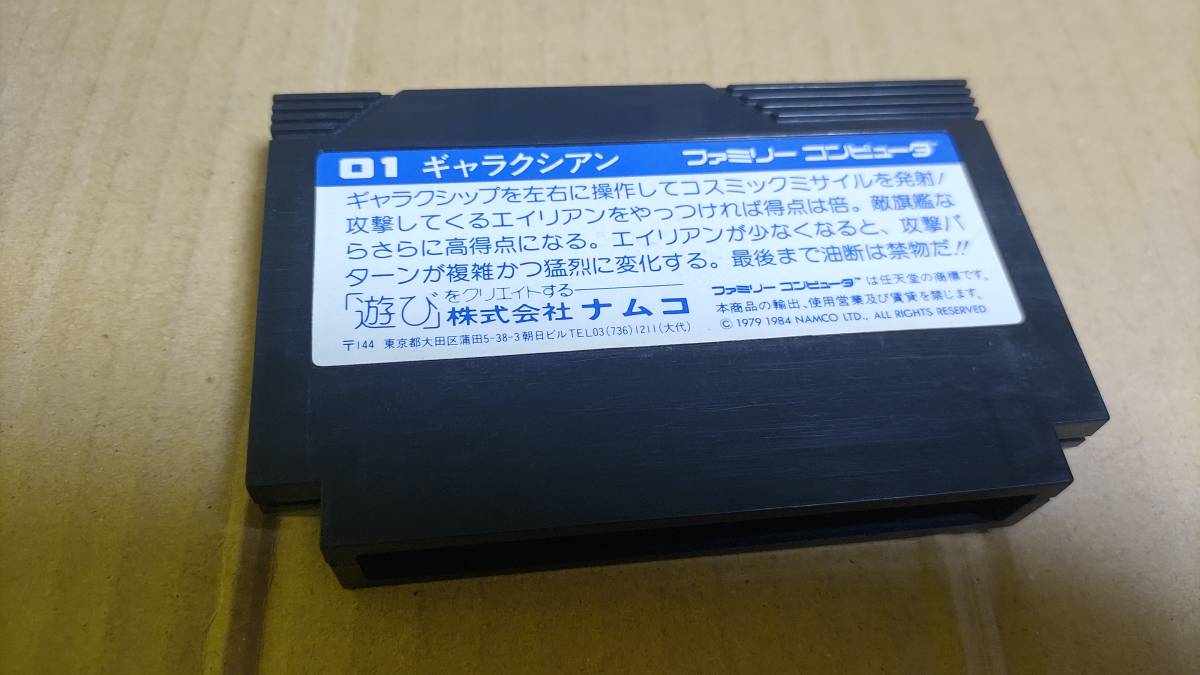 01 ギャラクシアン ファミリー コンピュータ™
ギャラクシップを左右に操作してコスミックミサイルを発射!
攻撃してくるエイリアンをやっつければ得点は倍。敵旗艦な
らさらに高得点になる。エイリアンが少なくなると、攻撃パ
ターンが複雑かつ猛烈に変化する。最後まで油断は禁物だ!!
「遊び」をクリエイトする
株式会社 ナムコ
〒144 東京都大田区蒲田5-38-3朝日ビルTEL03(736)1211(大代)
ファミリー コンピュータ™は任天堂の商標です。
本商品の輸出、使用営業及び賃貸を禁じます。
© 1979 1984 NAMCO LTD., ALL RIGHTS RESERVED.